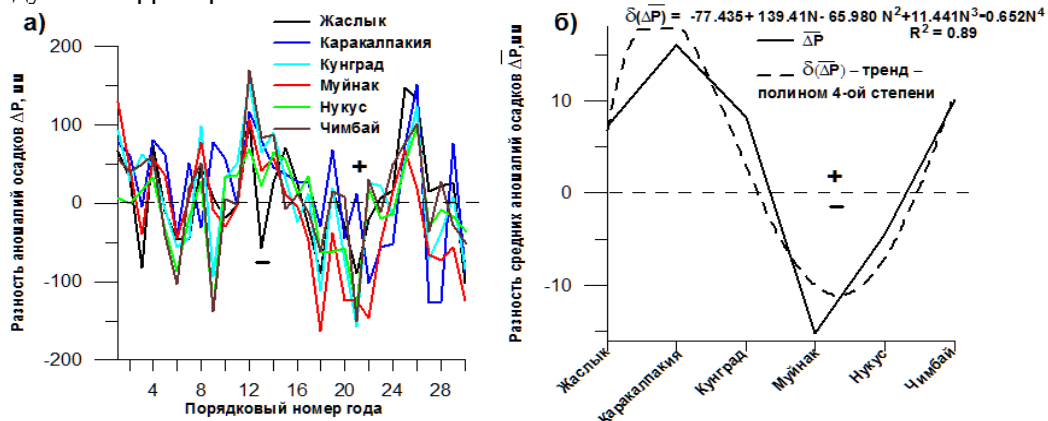 а)
Жаслык
Каракалпакия
Кунград
Муйнак
Нукус
Чимбай
Разность аномалий осадков ΔP, мм
200
100
0
-100
-200
+
−
4 8 12 16 20 24 28
Порядковый номер года
б)
δ(ΔP) = -77.435+ 139.41N- 65.980 N²+11.441N³=0.652N⁴
R² = 0.89
ΔP
δ(ΔP) – тренд –
полином 4-ой степени
Разность средних аномалий осадков ΔP,мм
10
0
-10
+
−
Жаслык
Каракалпакия
Кунград
Муйнак
Нукус
Чимбай